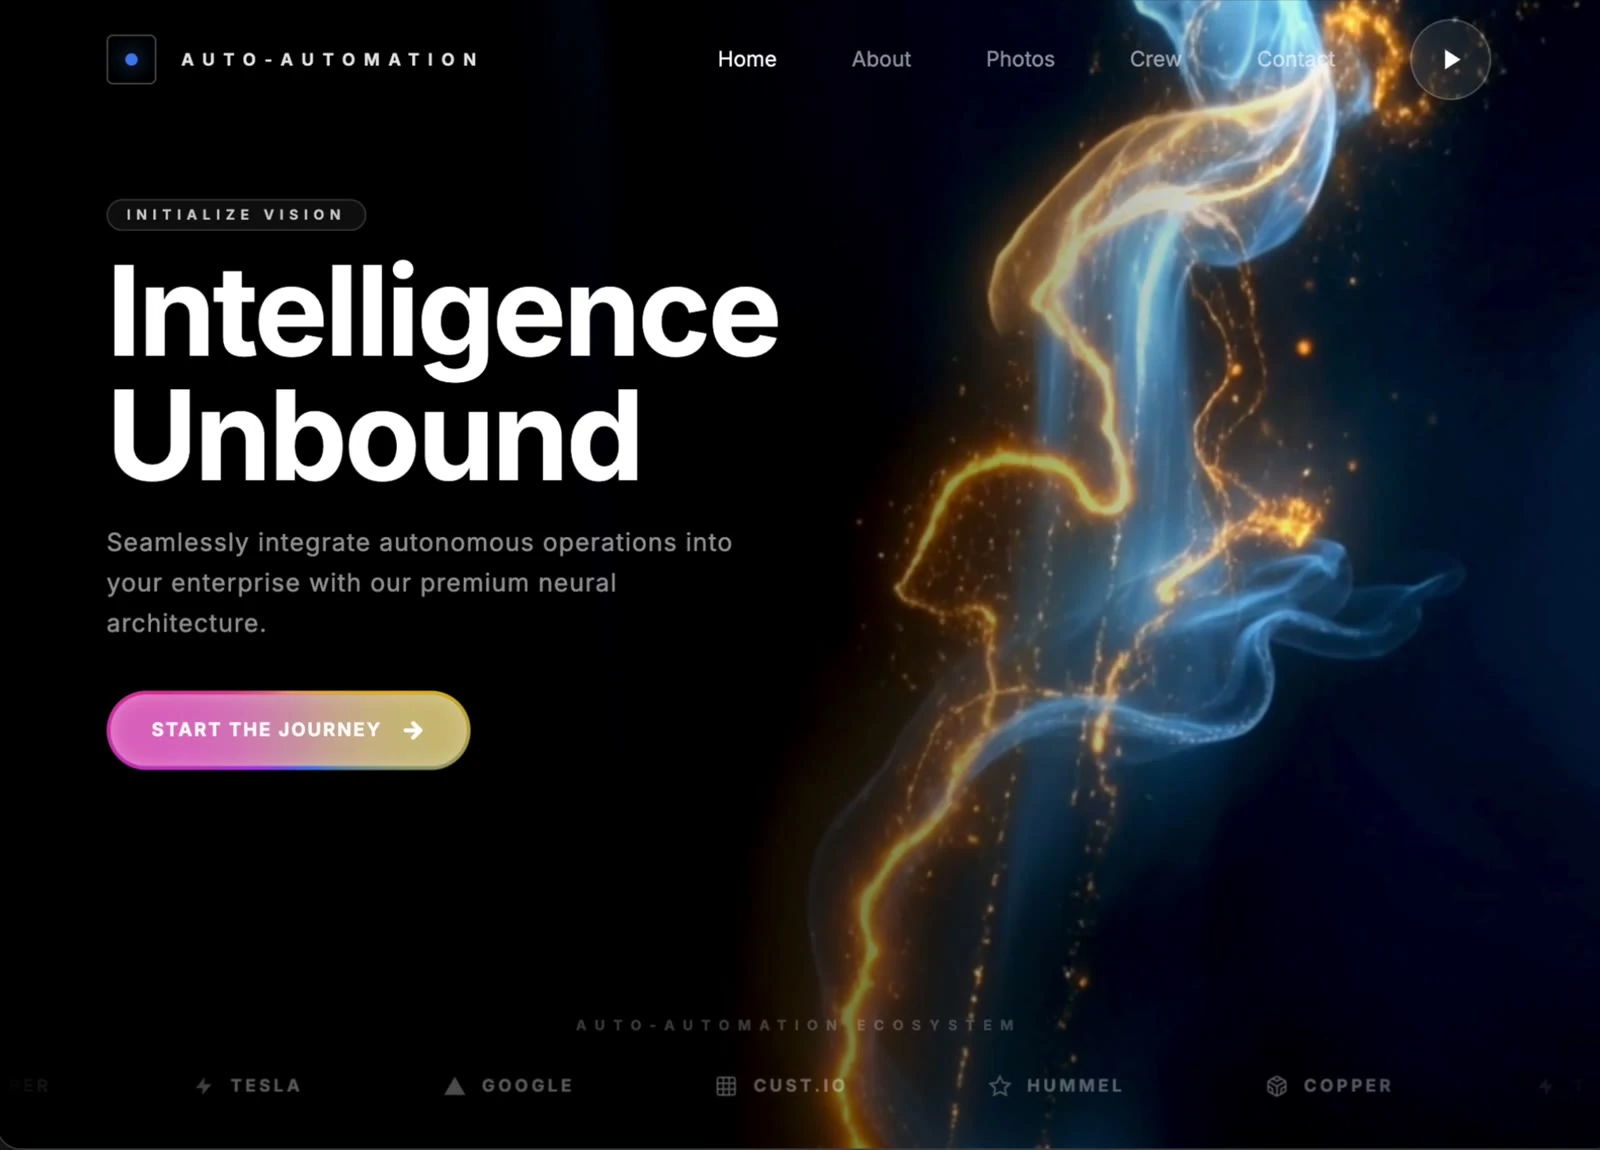 AUTO-AUTOMATION
Home About Photos Crew Contact
INITIALIZE VISION
Intelligence
Unbound
Seamlessly integrate autonomous operations into
your enterprise with our premium neural
architecture.
START THE JOURNEY
AUTO-AUTOMATION ECOSYSTEM
PER TESLA GOOGLE CUST.IO HUMMEL COPPER T